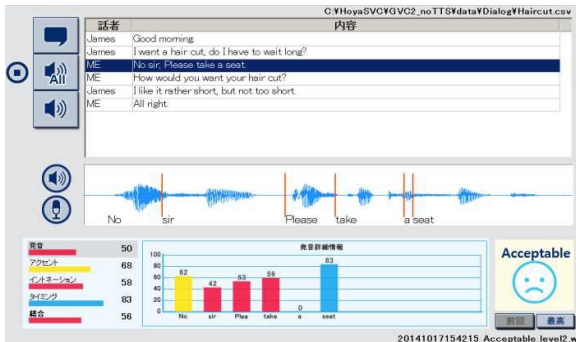 C:¥HoyaSVC¥GVC2_noTTS¥data¥Dialog¥Haircut.csv
話者 内容
James Good morning.
James I want a hair cut, do I have to wait long?
All
ME No sir, Please take a seat.
ME How would you want your hair cut?
James I like it rather short, but not too short.
ME All right.
No sir Please take a seat
発音 50
アクセント 68
イントネーション 58
タイミング 83
総合 56
発音詳細情報
100
80
60
40
20
0
62 42 53 59 0 83
No sir Plea take a seat
Acceptable
前回 最高
20141017154215_Acceptable_level2.w